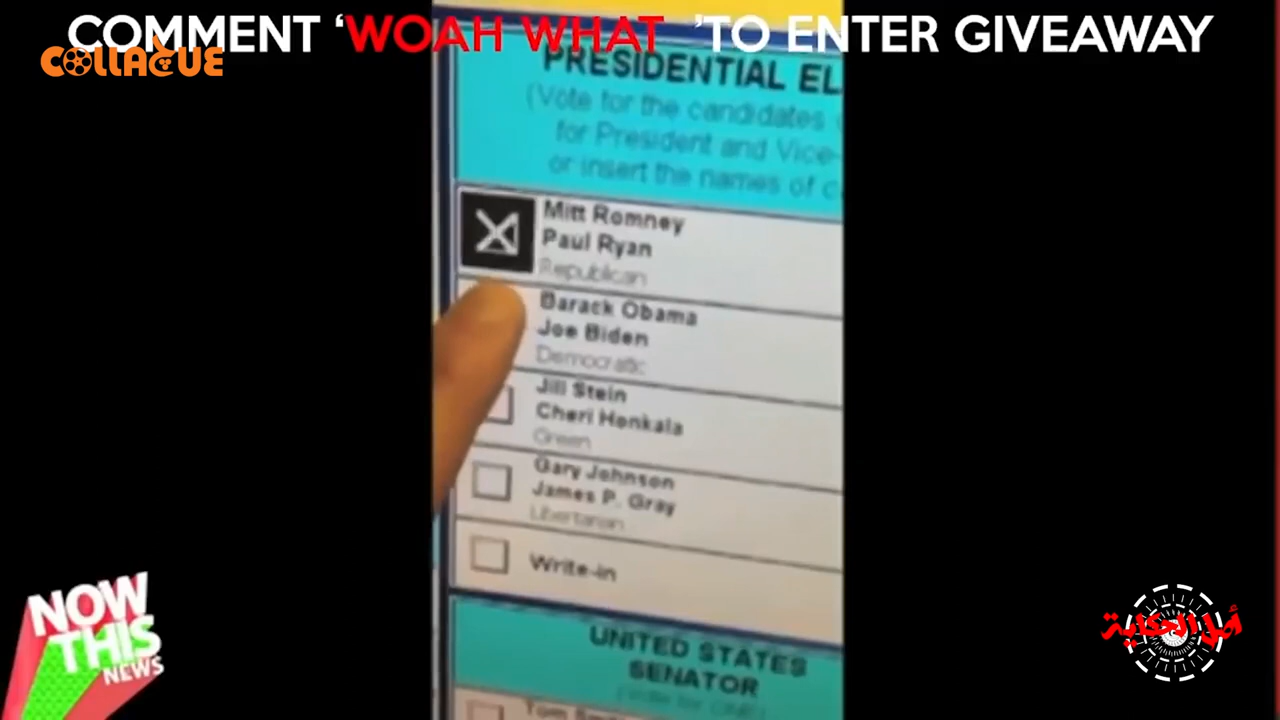 COMMENT ‘WOAH WHAT ’TO ENTER GIVEAWAY
COLLAGUE
PRESIDENTIAL EL
(Vote for the candidates
for President and Vice-
or insert the names of c
Mitt Romney
Paul Ryan
Republican
Barack Obama
Joe Biden
Democratic
Jill Stein
Cheri Honkala
Green
Gary Johnson
James P. Gray
Libertarian
Write-in
UNITED STATES
SENATOR
NOW
THIS
NEWS
أصل الحكاية